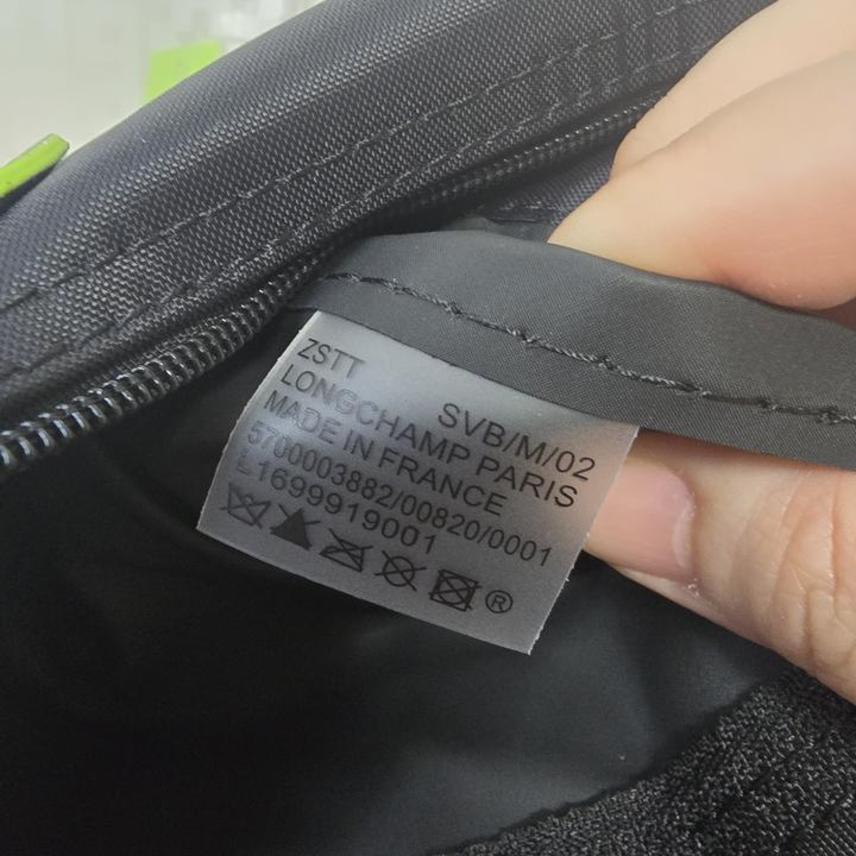 ZSTT SVB/M/02
LONGCHAMP PARIS
MADE IN FRANCE
5700003882/00820/0001
L1699919001
®